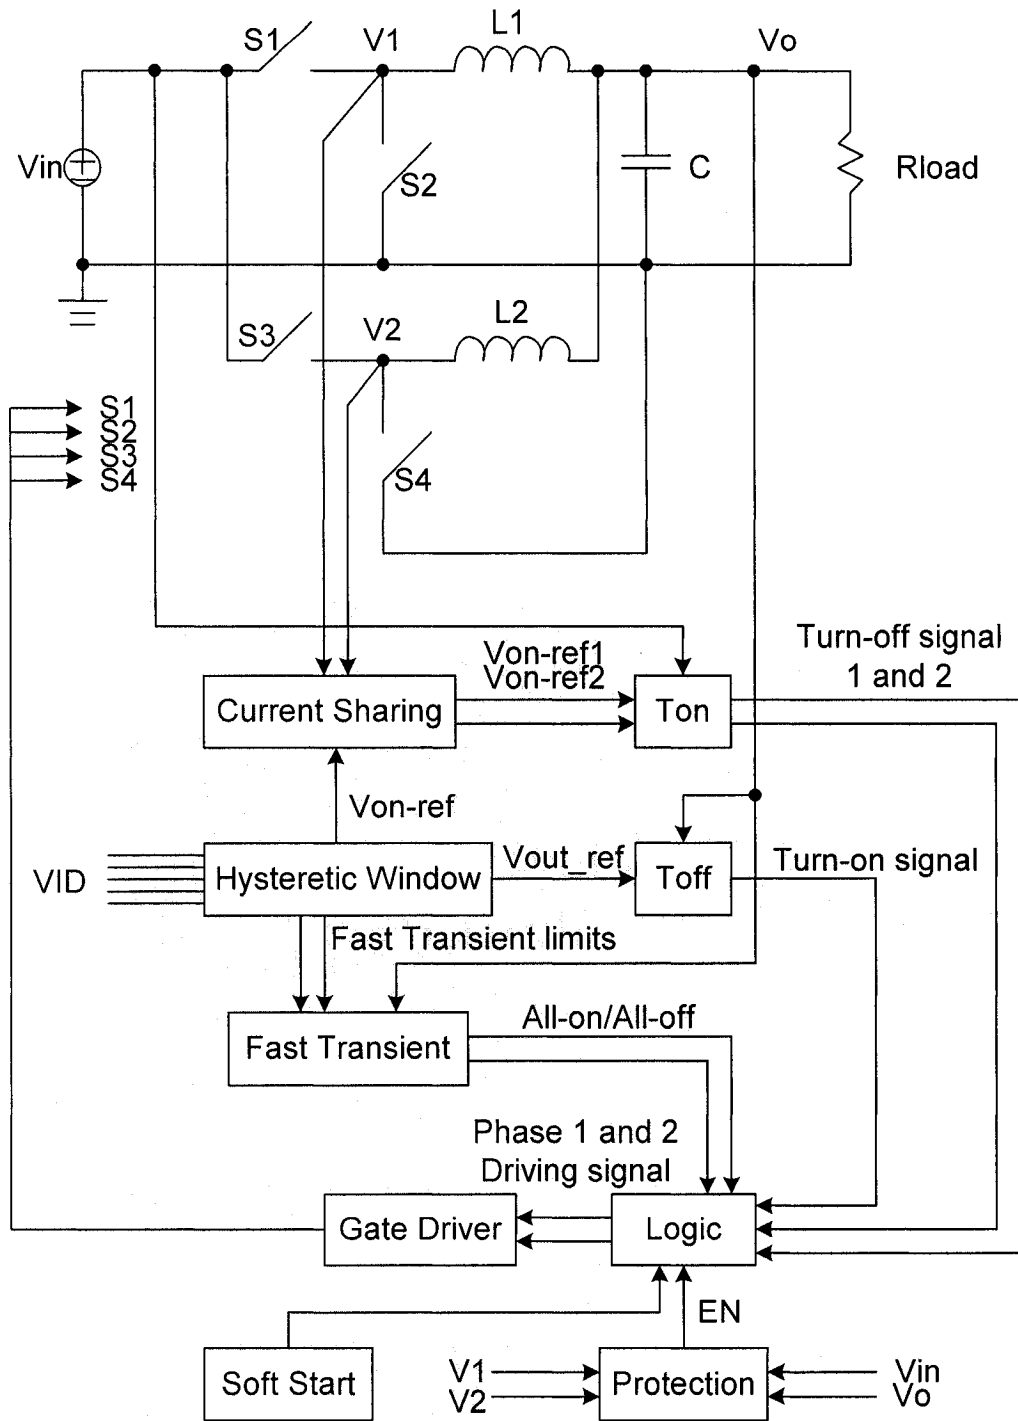 S1
V1
L1
Vo
Vin
S2
C
Rload
S3
V2
L2
S1
S2
S3
S4
S4
Von-ref1
Von-ref2
Turn-off signal
1 and 2
Current Sharing
Ton
Von-ref
VID
Hysteretic Window
Vout_ref
Toff
Turn-on signal
Fast Transient limits
Fast Transient
All-on/All-off
Phase 1 and 2
Driving signal
Gate Driver
Logic
EN
Soft Start
V1
V2
Protection
Vin
Vo